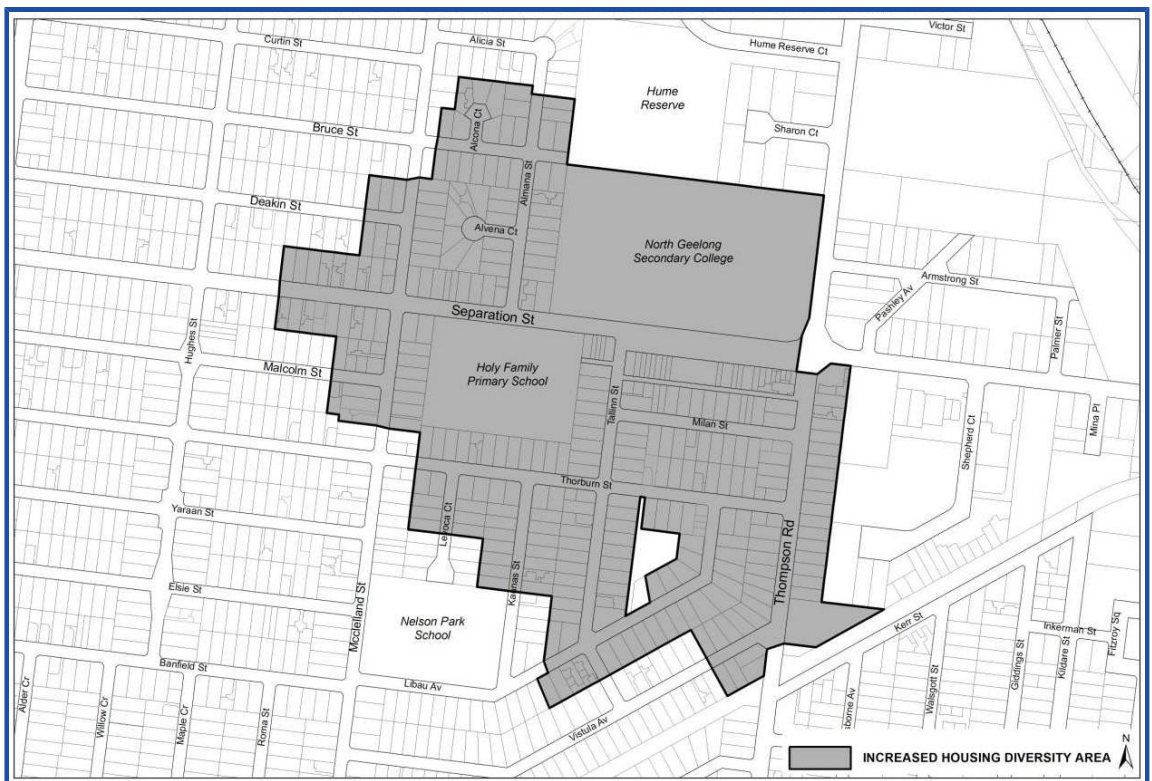 Curtin St
Alicia St
Hume Reserve Ct
Victor St
Hume
Reserve
Alcona Ct
Bruce St
Sharon Ct
Almana St
Deakin St
Alvena Ct
North Geelong
Secondary College
Armstrong St
Pashley Av
Separation St
Palmer St
Hughes St
Malcolm St
Holy Family
Primary School
Tallinn St
Milan St
Shepherd Ct
Mina Pl
Thorburn St
Yaraan St
Levoca Ct
Thompson Rd
Elsie St
Kaunas St
Mcclelland St
Nelson Park
School
Kerr St
Inkerman St
Fitzroy Sq
Banfield St
Libau Av
Giddings St
Kildare St
Walsgott St
Alder Cr
Willow Cr
Maple Cr
Roma St
Vistula Av
sborne Av
N
INCREASED HOUSING DIVERSITY AREA